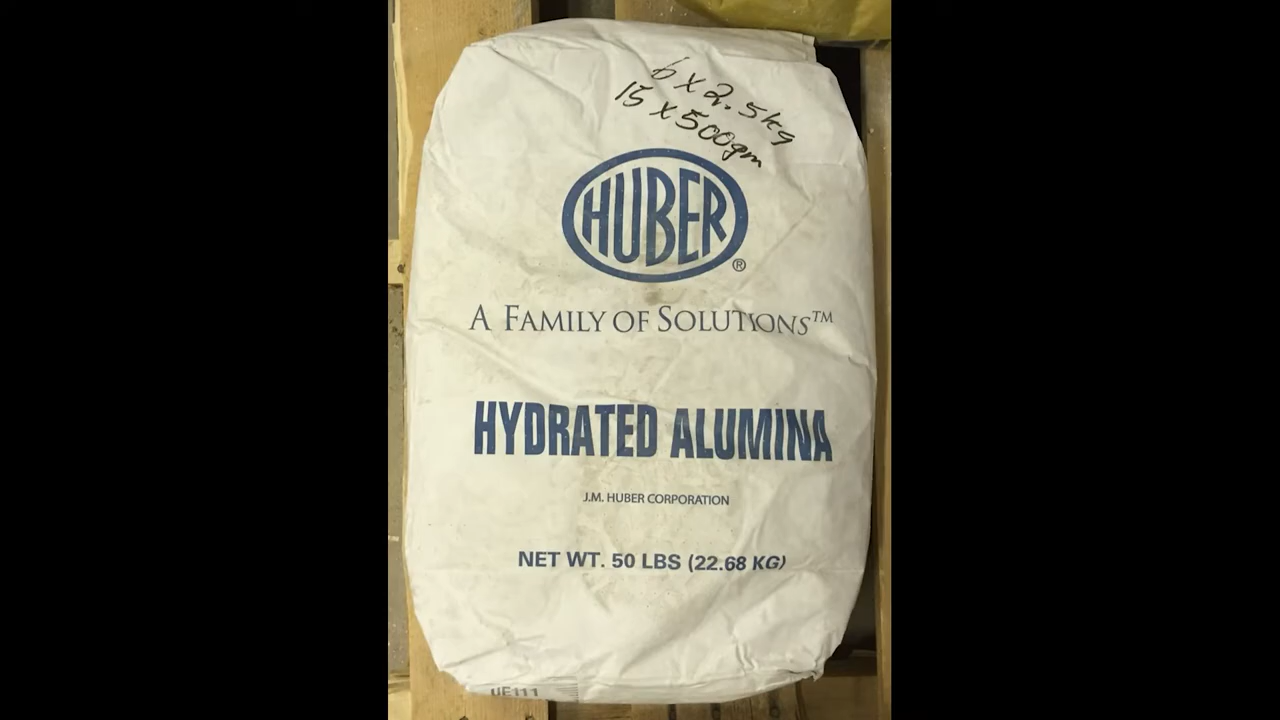 6 X 2.5kg
15 X 500gm
HUBER®
A FAMILY OF SOLUTIONS™
HYDRATED ALUMINA
J.M. HUBER CORPORATION
NET WT. 50 LBS (22.68 KG)
UE111